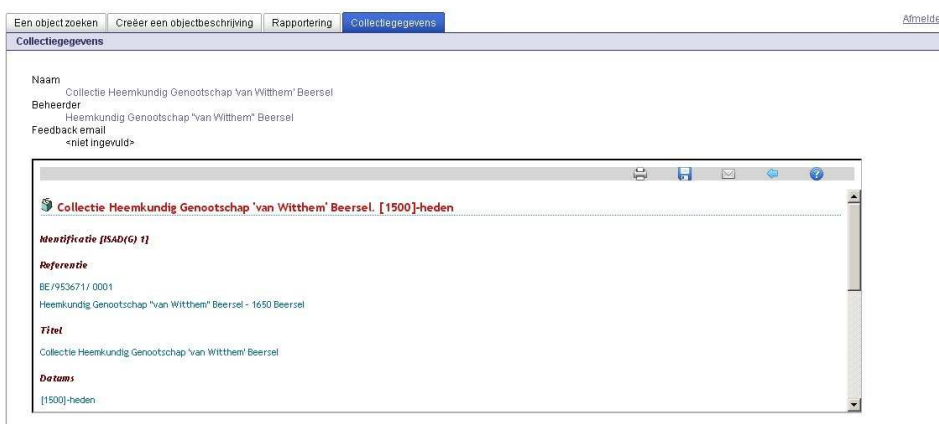 Een object zoeken Creëer een objectbeschrijving Rapportering Collectiegegevens Afmelde
Collectiegegevens
Naam
Collectie Heemkundig Genootschap 'van Witthem' Beersel
Beheerder
Heemkundig Genootschap "van Witthem" Beersel
Feedback email
<niet ingevuld>
Collectie Heemkundig Genootschap 'van Witthem' Beersel. [1500]-heden
Identificatie [ISAD(G) 1]
Referentie
BE/953671/ 0001
Heemkundig Genootschap "van Witthem" Beersel - 1650 Beersel
Titel
Collectie Heemkundig Genootschap 'van Witthem' Beersel
Datums
[1500]-heden